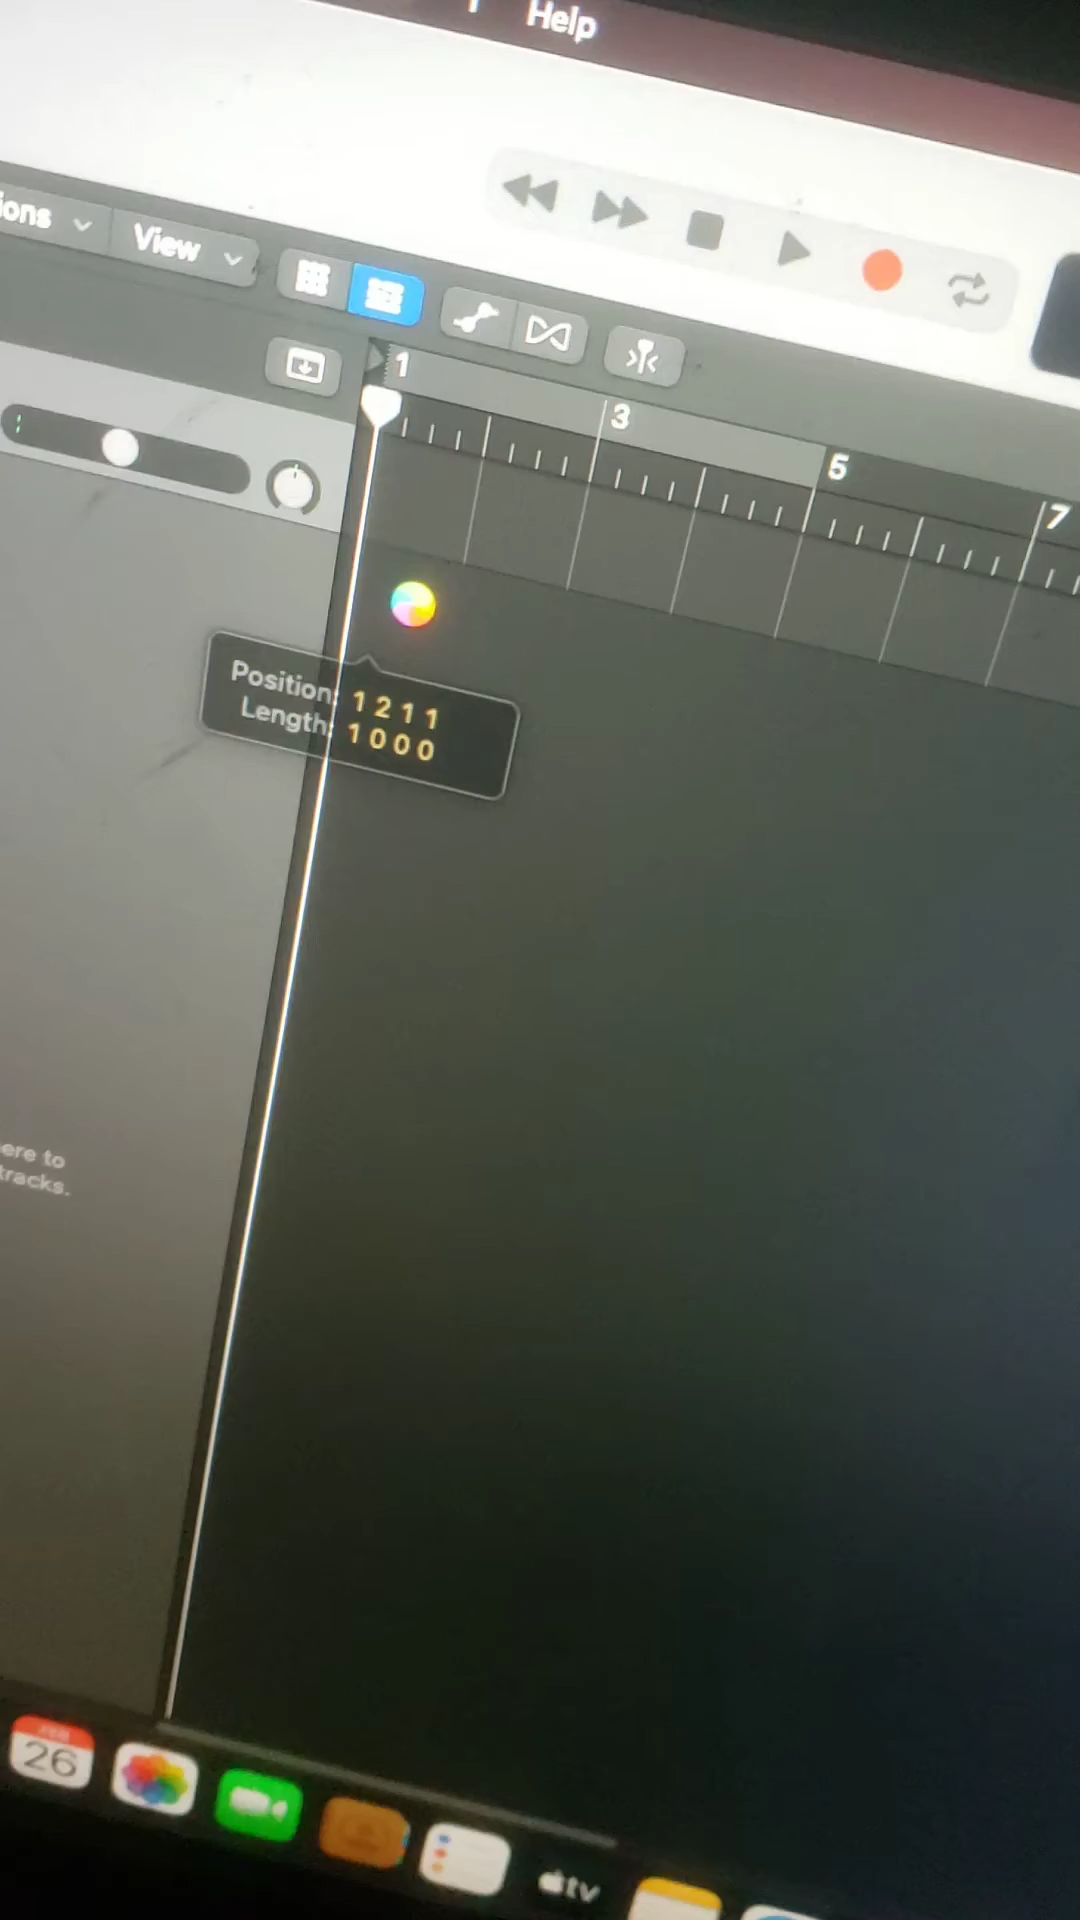 Help
ions
View
1
3
5
7
Position: 1 2 1 1
Length: 1 0 0 0
ere to
tracks.
26
tv